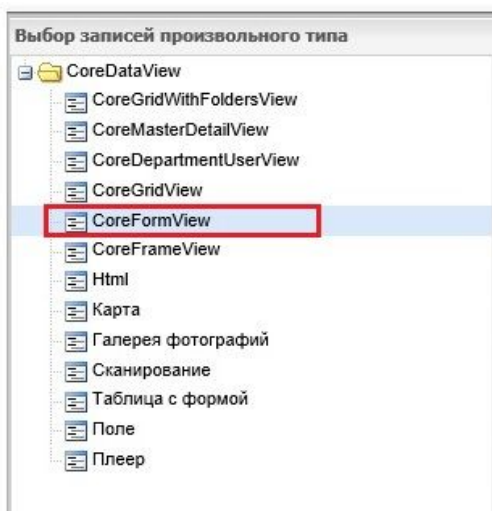 Выбор записей произвольного типа
CoreDataView
CoreGridWithFoldersView
CoreMasterDetailView
CoreDepartmentUserView
CoreGridView
CoreFormView
CoreFrameView
Html
Карта
Галерея фотографий
Сканирование
Таблица с формой
Поле
Плеер